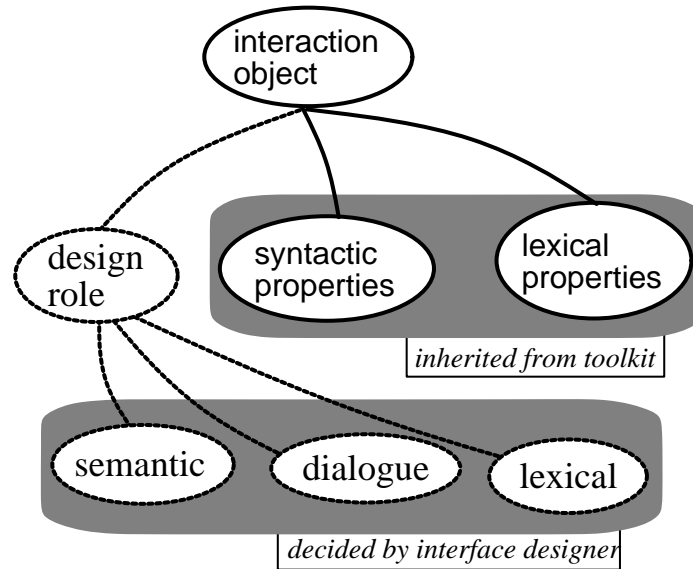 interaction
object
design
role
syntactic
properties
lexical
properties
inherited from toolkit
semantic
dialogue
lexical
decided by interface designer